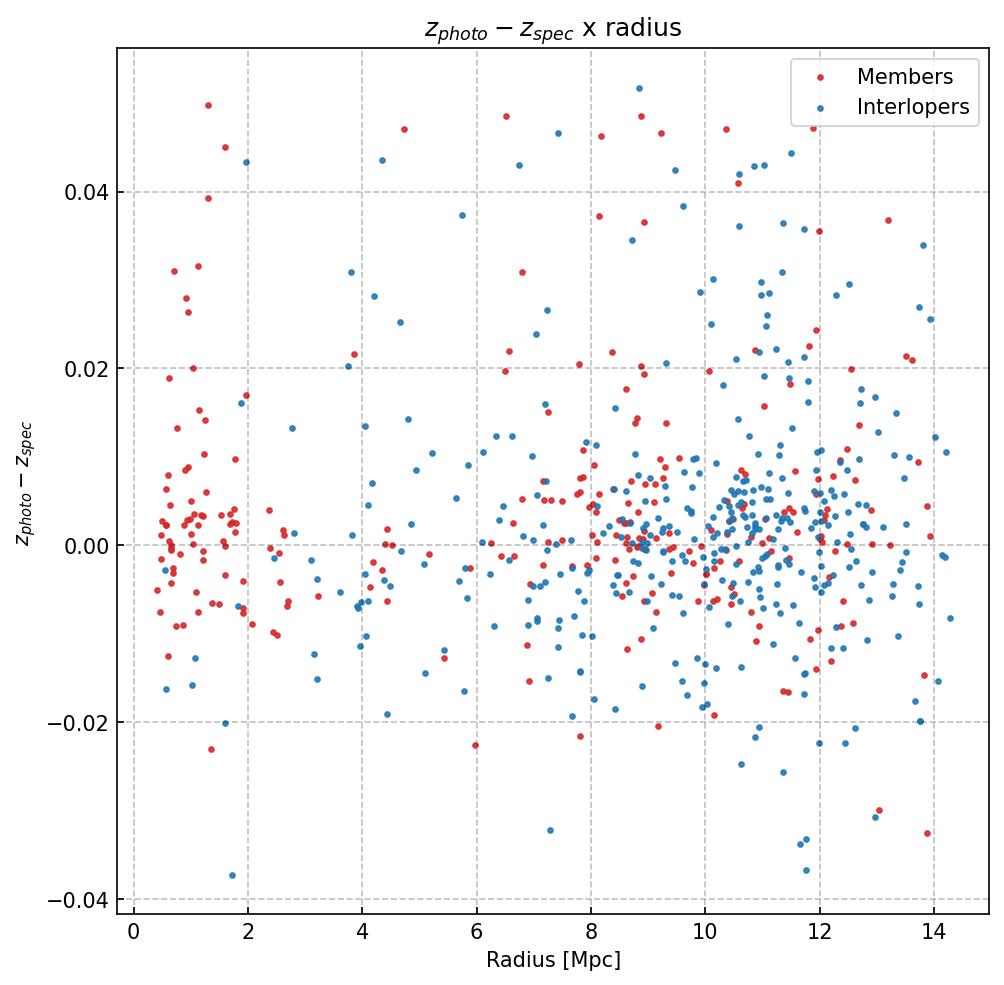 z_photo − z_spec x radius
Members
Interlopers
z_photo − z_spec
0.04
0.02
0.00
−0.02
−0.04
0 2 4 6 8 10 12 14
Radius [Mpc]